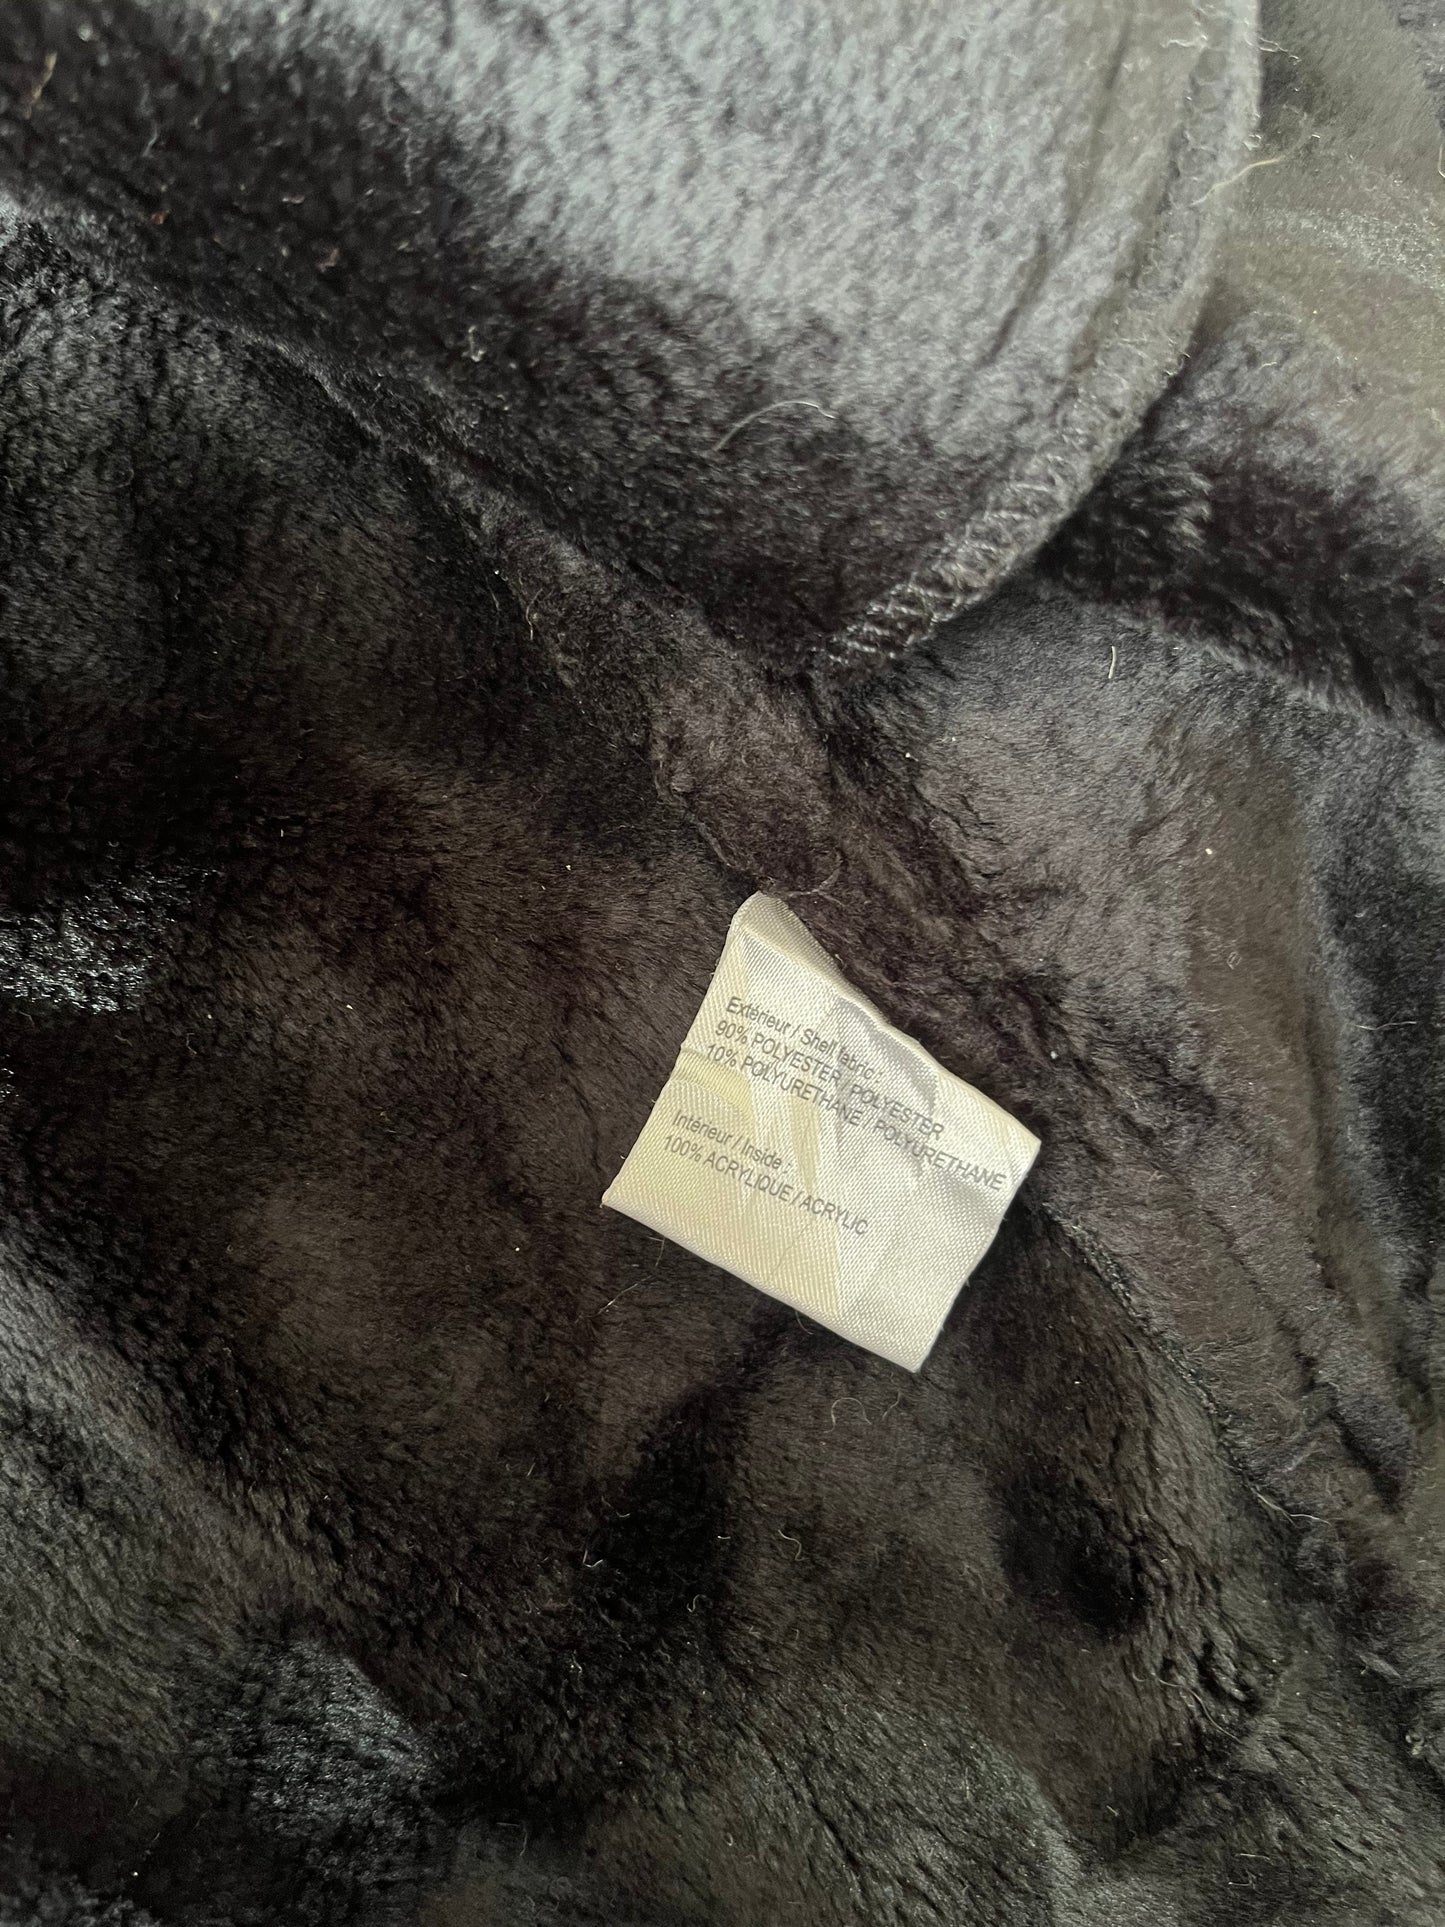 Extérieur / Shell fabric :
90% POLYESTER / POLYESTER
10% POLYURETHANE / POLYURETHANE
Intérieur / Inside :
100% ACRYLIQUE / ACRYLIC